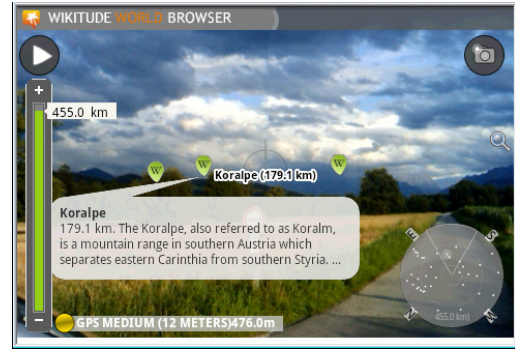 WIKITUDE WORLD BROWSER
+
455.0 km
W
W
W
Koralpe (179.1 km)
Koralpe
179.1 km. The Koralpe, also referred to as Koralm,
is a mountain range in southern Austria which
separates eastern Carinthia from southern Styria. ...
E
S
N
W
455.0 km)
−
GPS MEDIUM (12 METERS)476.0m